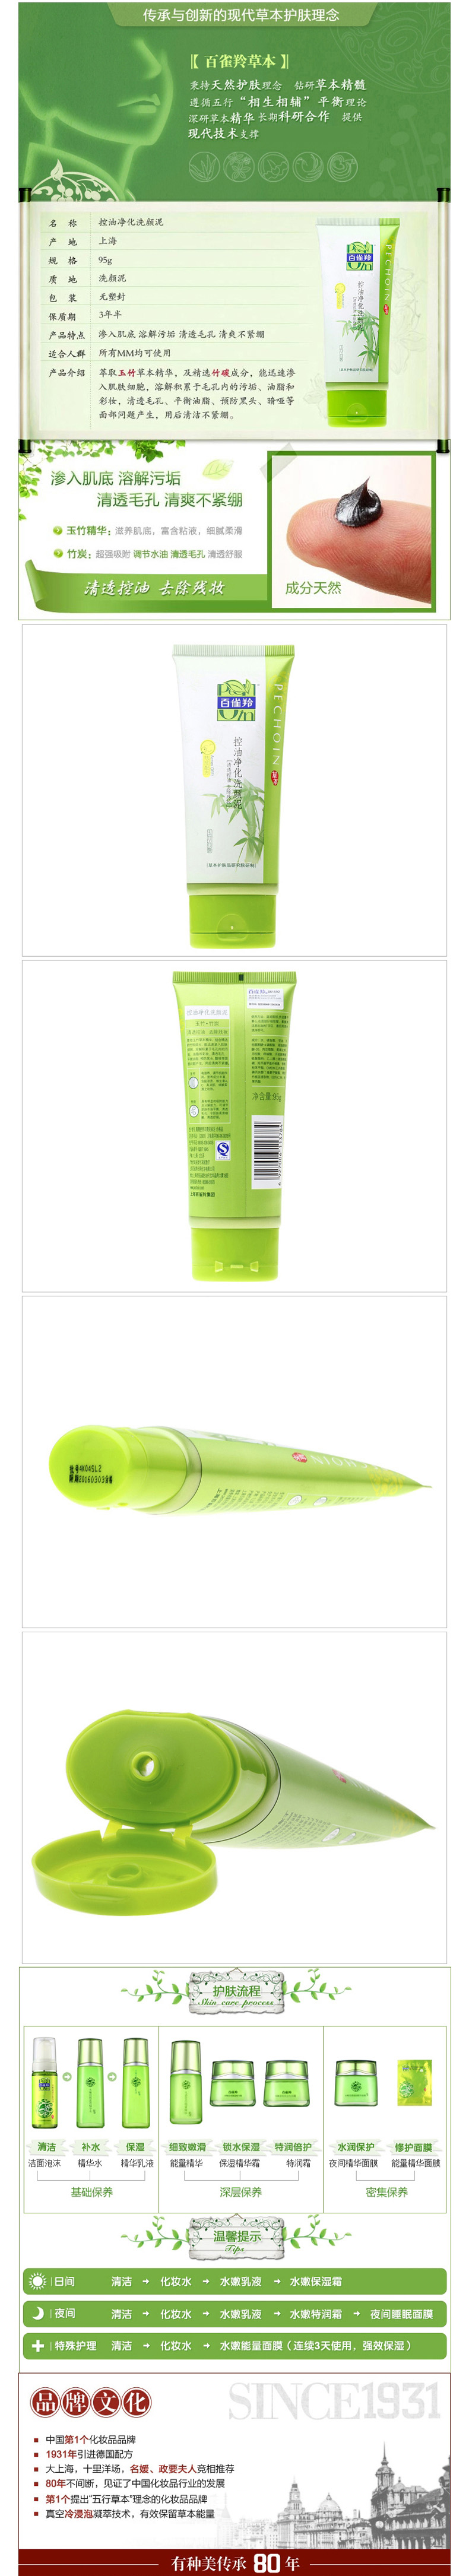 传承与创新的现代草本护肤理念
【百雀羚草本】
秉持天然护肤理念 钻研草本精髓
遵循五行“相生相辅”平衡理论
深研草本精华 长期科研合作 提供
现代技术支撑
名 称 控油净化洗颜泥
产 地 上海
规 格 95g
质 地 洗颜泥
包 装 无塑封
保质期 3年半
产品特点 渗入肌底 溶解污垢 清透毛孔 清爽不紧绷
适合人群 所有MM均可使用
产品介绍 萃取玉竹草本精华，及精选竹碳成分，能迅速渗
入肌肤细胞，溶解积累于毛孔内的污垢、油脂和
彩妆，清透毛孔、平衡油脂、预防黑头、暗哑等
面部问题产生，用后清洁不紧绷。
百雀羚
PECHOIN
控油净化洗颜泥
渗入肌底 溶解污垢
清透毛孔 清爽不紧绷
玉竹精华：滋养肌底，富含粘液，细腻柔滑
竹炭：超强吸附 调节水油 清透毛孔 清透舒服
清透控油 去除残妆
成分天然
百雀羚
PECHOIN
控油净化洗颜泥
控油净化洗颜泥
玉竹·竹炭
净含量:95g
护肤流程
Skin care process
清洁 补水 保湿 细致嫩滑 锁水保湿 特润倍护 水润保护 修护面膜
洁面泡沫 精华水 精华乳液 能量精华 保湿精华霜 特润霜 夜间精华面膜 能量精华面膜
基础保养 深层保养 密集保养
温馨提示
Tips
日间 清洁 → 化妆水 → 水嫩乳液 → 水嫩保湿霜
夜间 清洁 → 化妆水 → 水嫩乳液 → 水嫩特润霜 → 夜间睡眠面膜
特殊护理 清洁 → 化妆水 → 水嫩能量面膜（连续3天使用，强效保湿）
品牌文化
SINCE1931
中国第1个化妆品品牌
1931年引进德国配方
大上海，十里洋场，名媛、政要夫人竞相推荐
80年不间断，见证了中国化妆品行业的发展
第1个提出“五行草本”理念的化妆品品牌
真空冷浸泡凝萃技术，有效保留草本能量
有种美传承 80 年